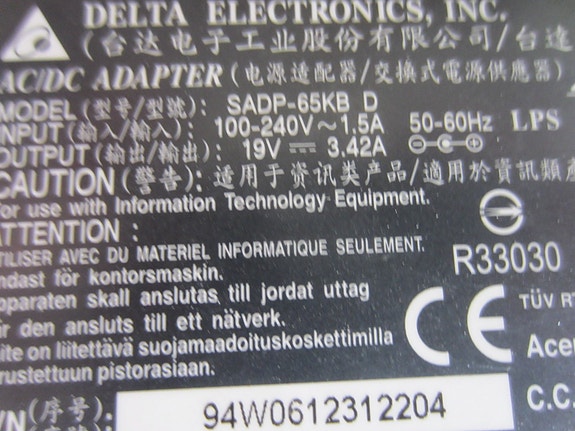 DELTA ELECTRONICS, INC.
(台达电子工业股份有限公司/台
AC/DC ADAPTER (电源适配器/交換式電源供應器)
MODEL (型号/型號): SADP-65KB D
INPUT (输入/輸入): 100-240V~1.5A 50-60Hz LPS
OUTPUT (输出/輸出): 19V ⎓ 3.42A
CAUTION (警告): 适用于资讯类产品/適用於資訊類
for use with Information Technology Equipment.
ATTENTION :
UTILISER AVEC DU MATERIEL INFORMATIQUE SEULEMENT.
R33030
Endast för kontorsmaskin.
Apparaten skall anslutas till jordat uttag
när den ansluts till ett nätverk.
CE
TÜV R
ite on liitettävä suojamaadoituskoskettimilla
Acer
arustettuun pistorasiaan.
(序号/
94W0612312204
C.C.